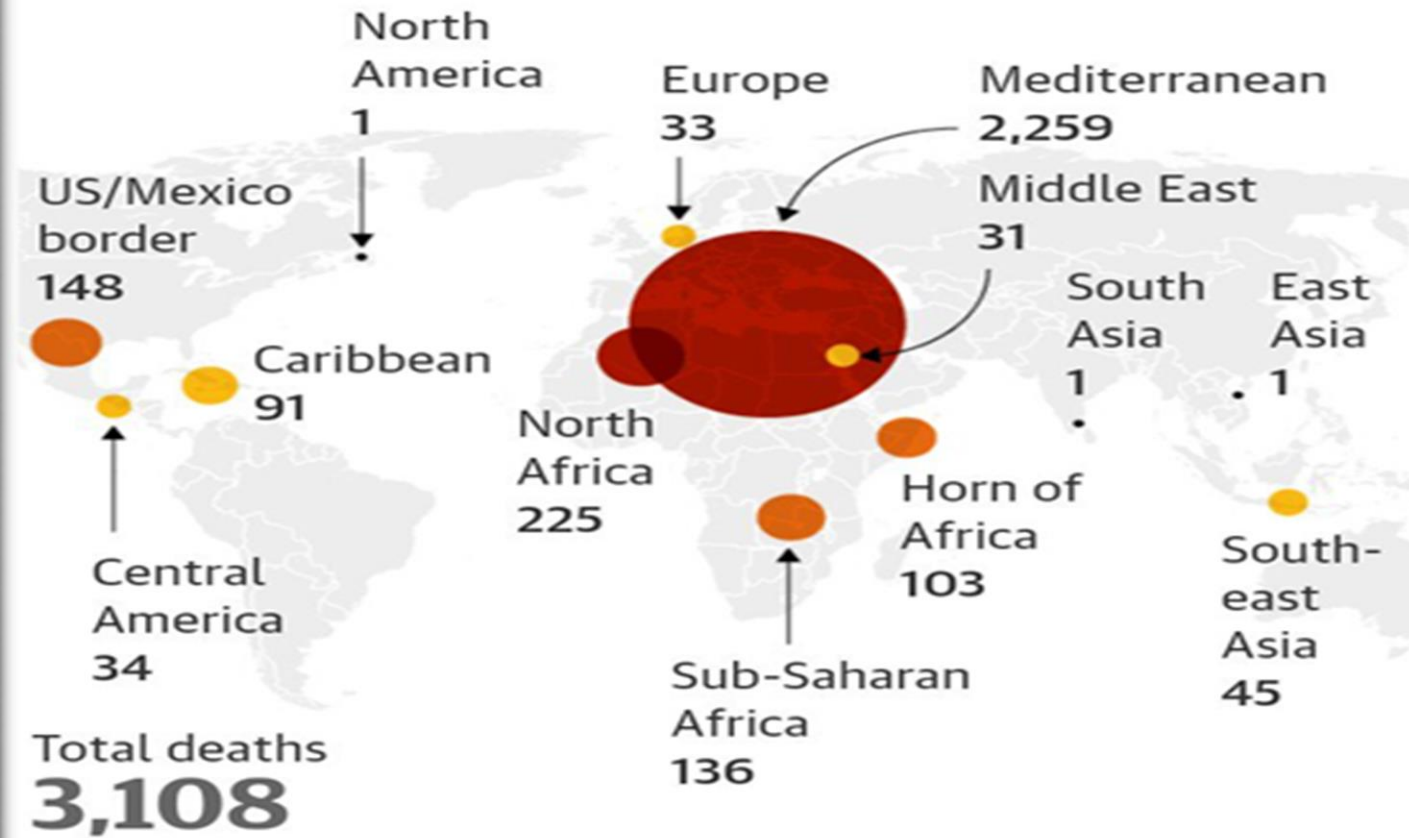 North
America
1
Europe
33
Mediterranean
2,259
US/Mexico
border
148
Middle East
31
South
Asia
1
East
Asia
1
Caribbean
91
North
Africa
225
Horn of
Africa
103
Central
America
34
South-
east
Asia
45
Sub-Saharan
Africa
136
Total deaths
3,108